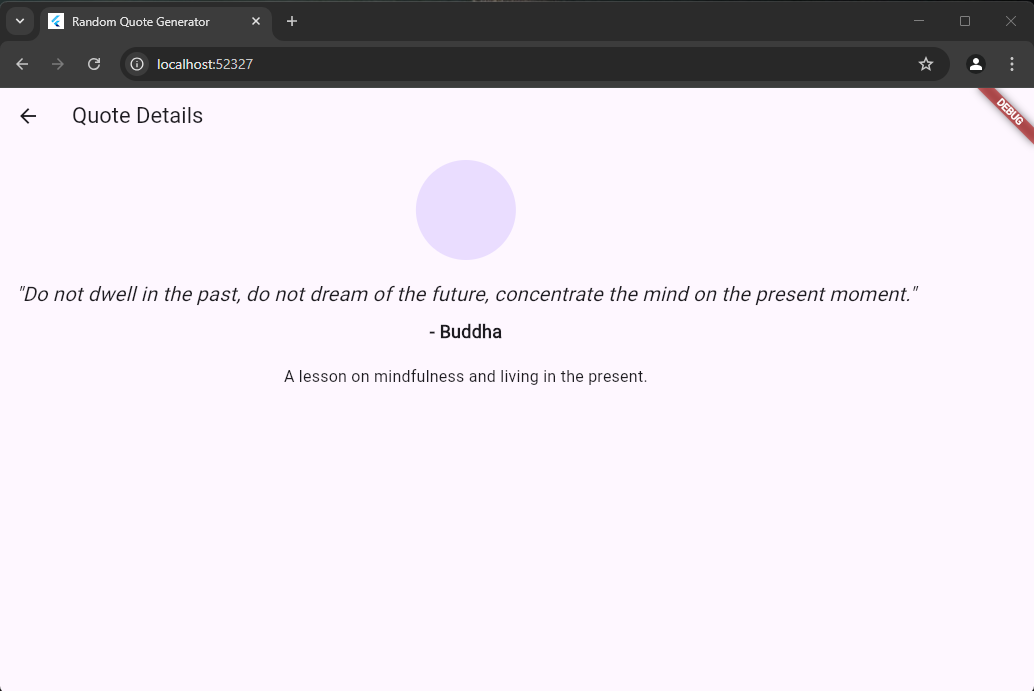 Random Quote Generator
localhost:52327
Quote Details
DEBUG
"Do not dwell in the past, do not dream of the future, concentrate the mind on the present moment."
- Buddha
A lesson on mindfulness and living in the present.